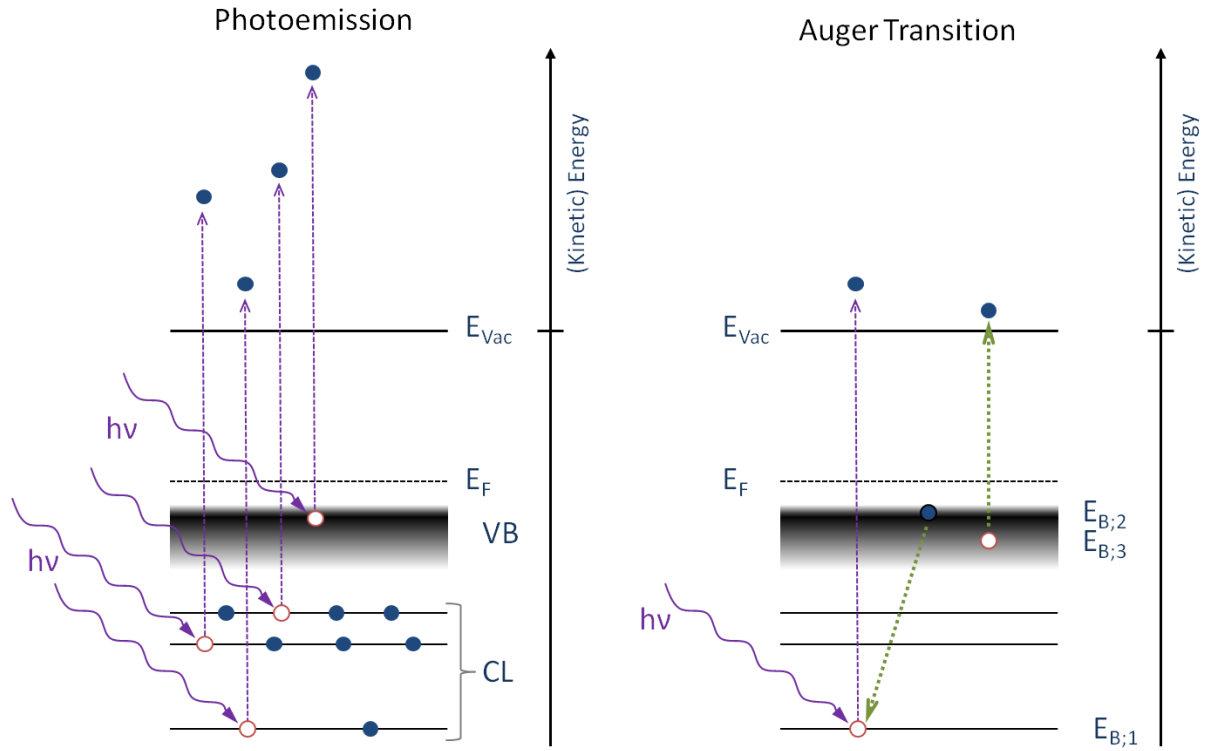 Photoemission
(Kinetic) Energy
E_Vac
hν
E_F
VB
hν
CL
Auger Transition
(Kinetic) Energy
E_Vac
E_F
E_B;2
E_B;3
hν
E_B;1